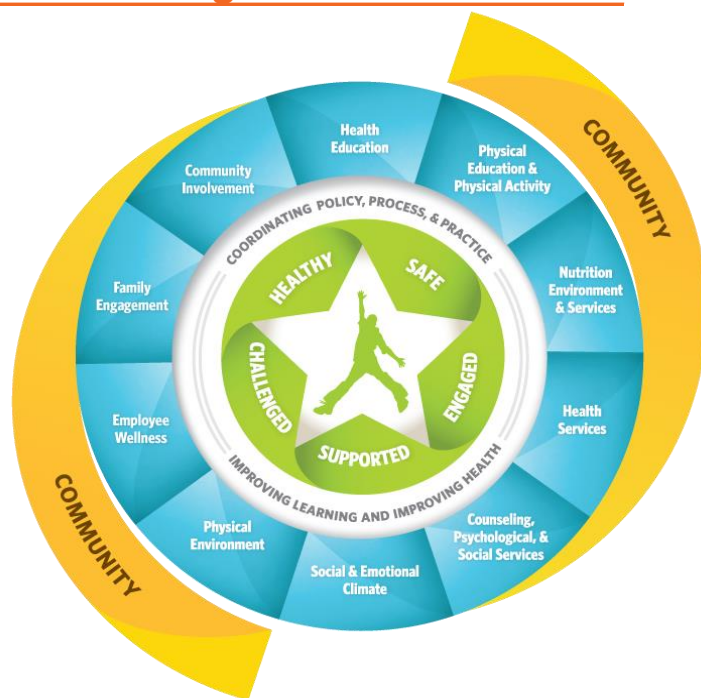 COMMUNITY
Health
Education
Physical
Education &
Physical Activity
Nutrition
Environment
& Services
Health
Services
Counseling,
Psychological, &
Social Services
Social & Emotional
Climate
Physical
Environment
Employee
Wellness
Family
Engagement
Community
Involvement
COORDINATING POLICY, PROCESS, & PRACTICE
IMPROVING LEARNING AND IMPROVING HEALTH
HEALTHY
SAFE
ENGAGED
SUPPORTED
CHALLENGED
COMMUNITY